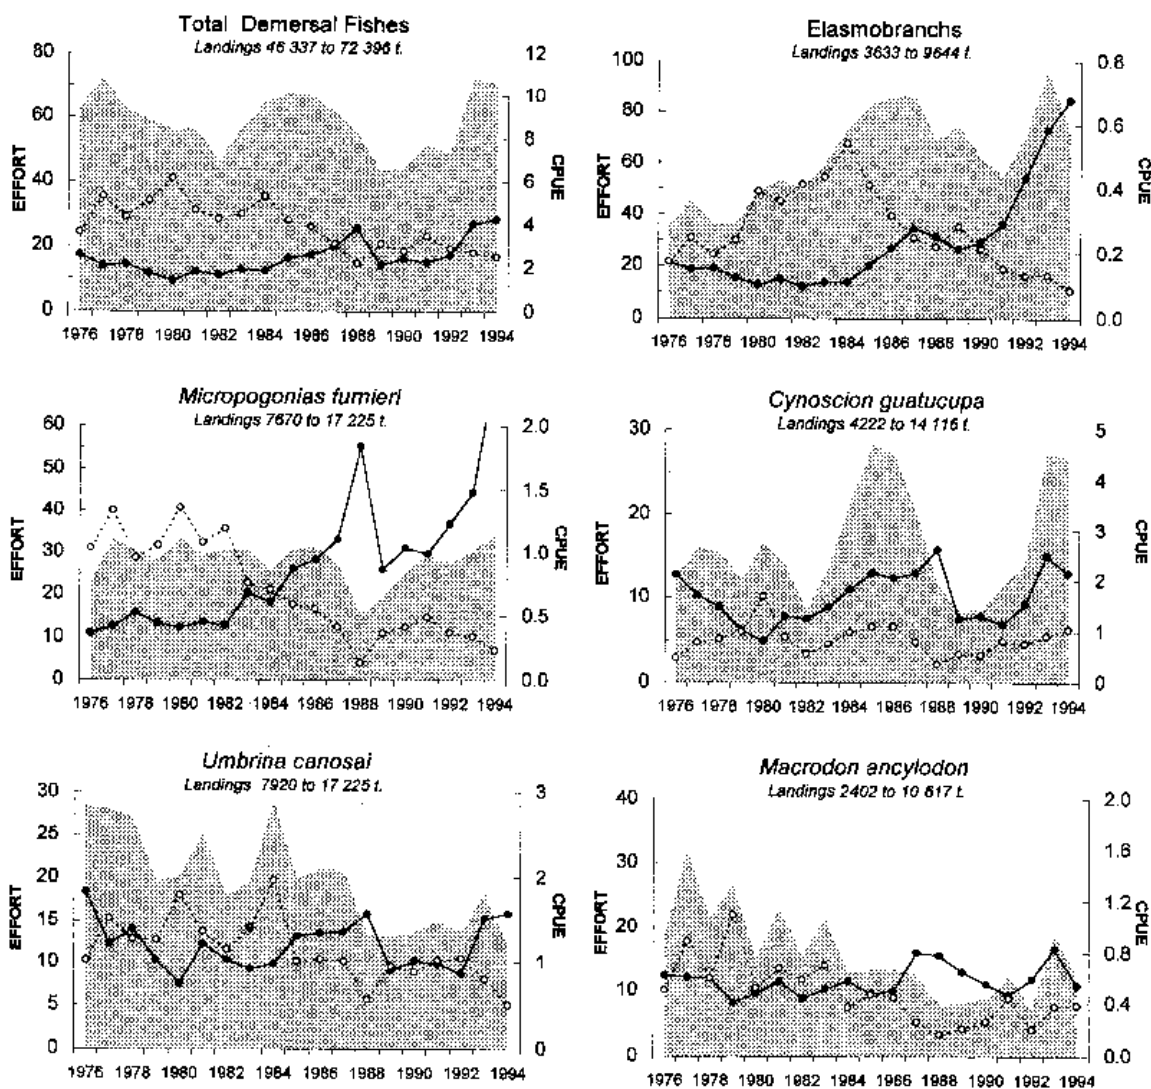 Total Demersal Fishes
Landings 46 337 to 72 396 t.
80
60
40
20
0
EFFORT
12
10
8
6
4
2
0
CPUE
1976 1978 1980 1982 1984 1986 1988 1990 1992 1994
Elasmobranchs
Landings 3633 to 9644 t.
100
80
60
40
20
0
EFFORT
0.8
0.6
0.4
0.2
0.0
CPUE
1976 1978 1980 1982 1984 1986 1988 1990 1992 1994
Micropogonias furnieri
Landings 7670 to 17 225 t.
60
50
40
30
20
10
0
EFFORT
2.0
1.5
1.0
0.5
0.0
CPUE
1976 1978 1980 1982 1984 1986 1988 1990 1992 1994
Cynoscion guatucupa
Landings 4222 to 14 116 t.
30
20
10
0
EFFORT
5
4
3
2
1
0
CPUE
1976 1978 1980 1982 1984 1986 1988 1990 1992 1994
Umbrina canosai
Landings 7920 to 17 225 t.
30
25
20
15
10
5
0
EFFORT
3
2
1
0
CPUE
1976 1978 1980 1982 1984 1986 1988 1990 1992 1994
Macrodon ancylodon
Landings 2402 to 10 617 t.
40
30
20
10
0
EFFORT
2.0
1.6
1.2
0.8
0.4
0.0
CPUE
1976 1978 1980 1982 1984 1986 1988 1990 1992 1994